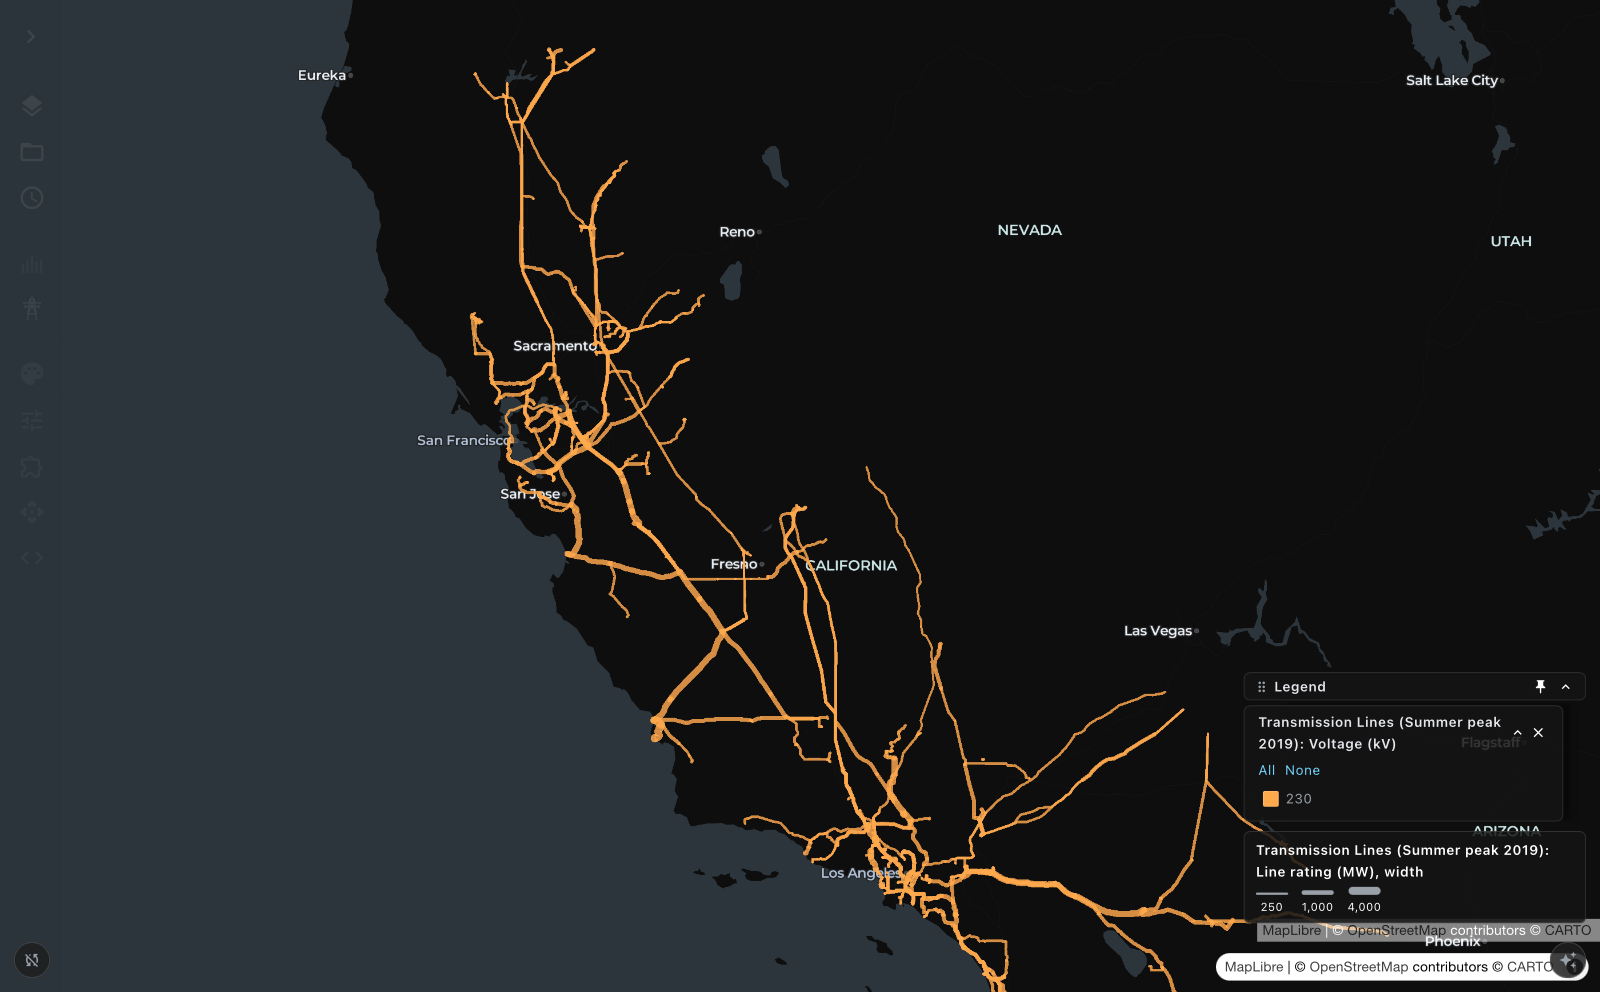 Eureka
Salt Lake City
Reno
NEVADA
UTAH
Sacramento
San Francisco
San Jose
Fresno
CALIFORNIA
Las Vegas
Legend
Transmission Lines (Summer peak
2019): Voltage (kV)
Flagstaff
All None
230
ARIZONA
Transmission Lines (Summer peak 2019):
Line rating (MW), width
250 1,000 4,000
Los Angeles
MapLibre | © OpenStreetMap contributors © CARTO
Phoenix
MapLibre | © OpenStreetMap contributors © CARTO